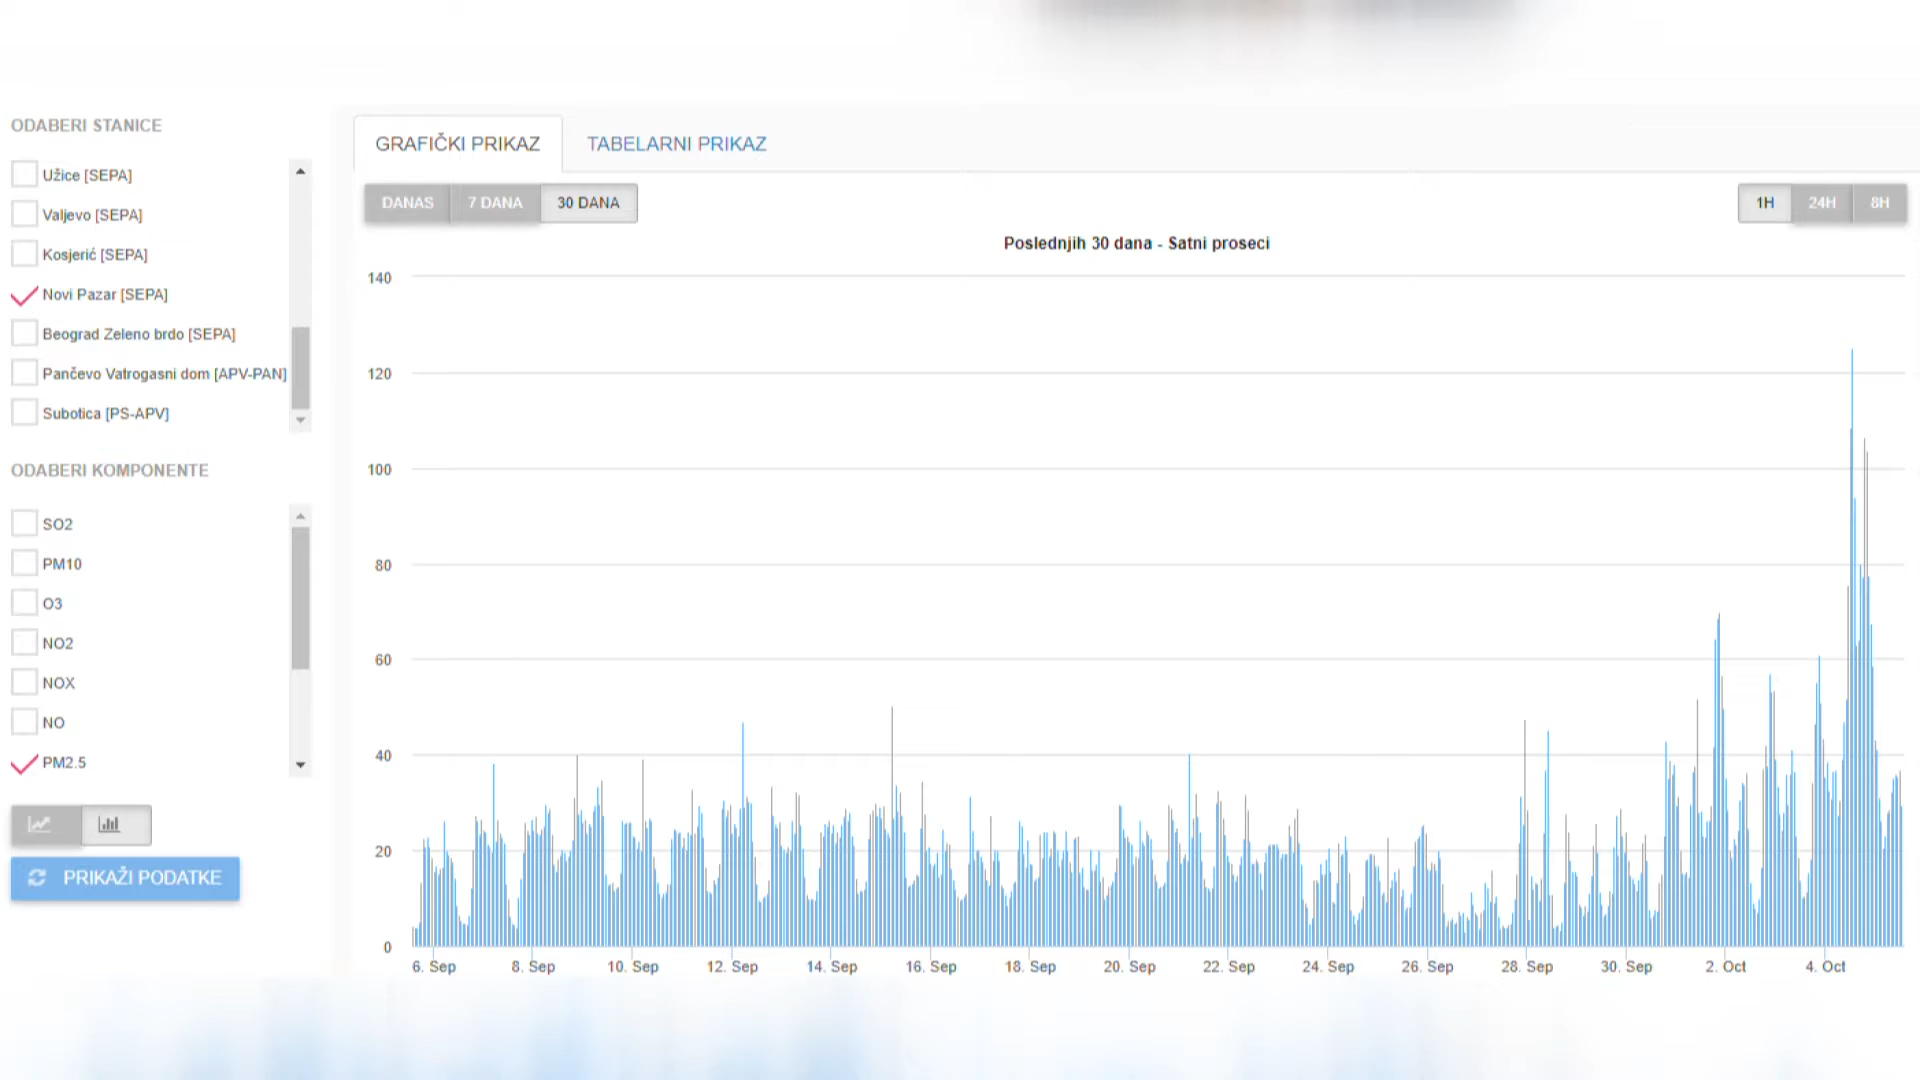 ODABERI STANICE
Užice [SEPA]
Valjevo [SEPA]
Kosjerić [SEPA]
Novi Pazar [SEPA]
Beograd Zeleno brdo [SEPA]
Pančevo Vatrogasni dom [APV-PAN]
Subotica [PS-APV]
ODABERI KOMPONENTE
SO2
PM10
O3
NO2
NOX
NO
PM2.5
PRIKAŽI PODATKE
GRAFIČKI PRIKAZ TABELARNI PRIKAZ
DANAS 7 DANA 30 DANA 1H 24H 8H
Poslednjih 30 dana - Satni proseci
140
120
100
80
60
40
20
0
6. Sep 8. Sep 10. Sep 12. Sep 14. Sep 16. Sep 18. Sep 20. Sep 22. Sep 24. Sep 26. Sep 28. Sep 30. Sep 2. Oct 4. Oct